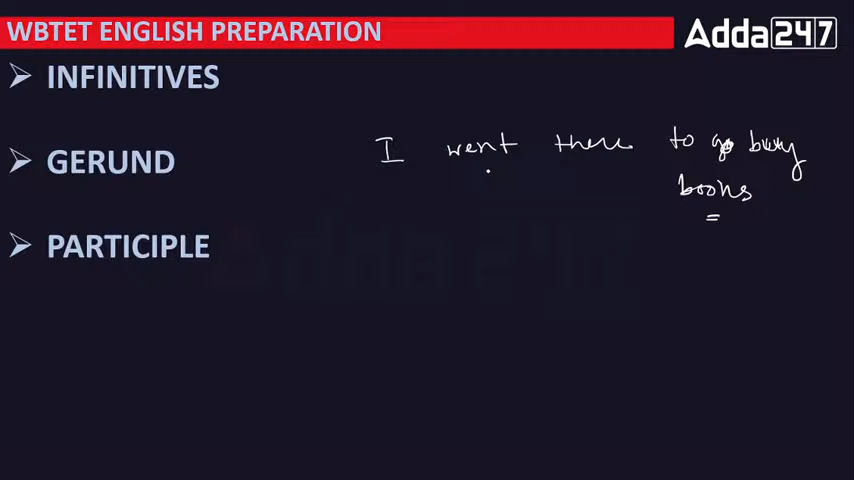 WBTET ENGLISH PREPARATION
Adda247
INFINITIVES
I went there to buy
GERUND
books
PARTICIPLE